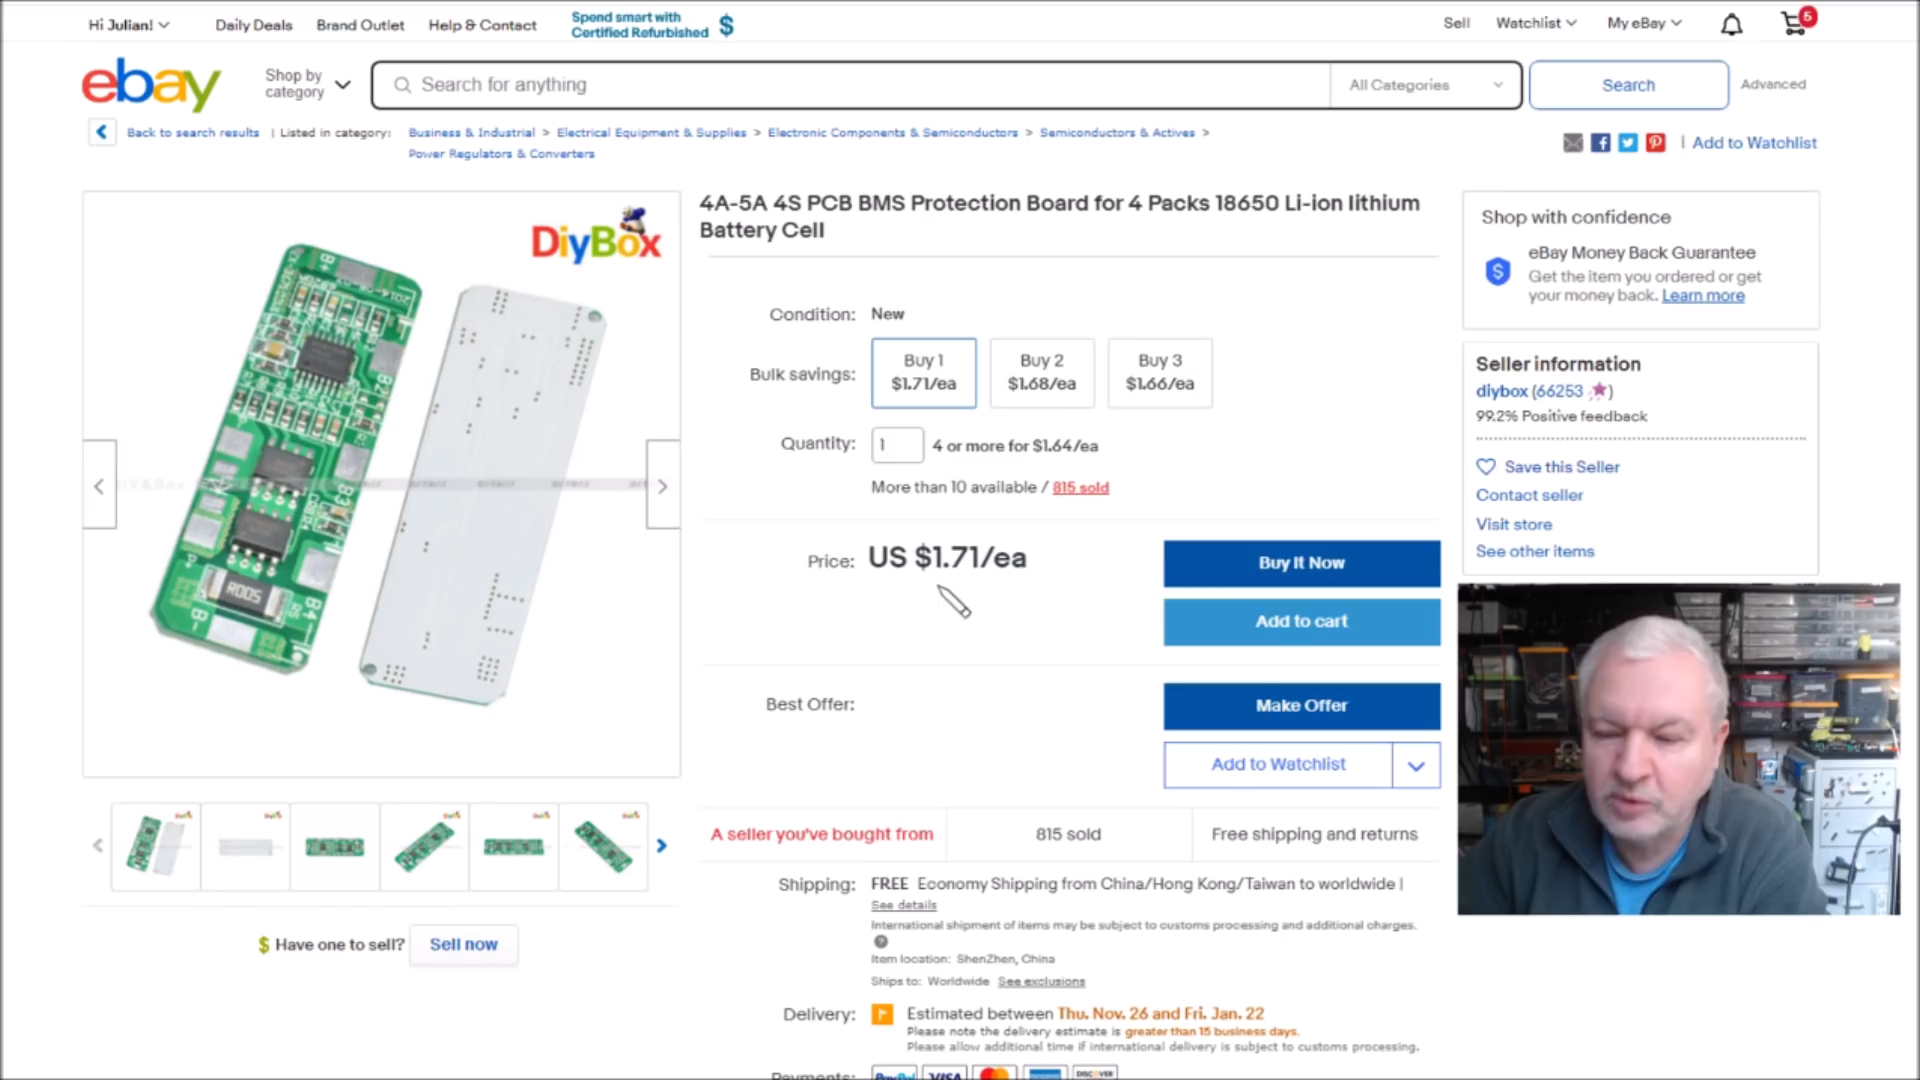 Hi Julian!
Daily Deals
Brand Outlet
Help & Contact
Spend smart with
Certified Refurbished
$
Sell
Watchlist
My eBay
5
ebay
Shop by
category
Search for anything
All Categories
Search
Advanced
Back to search results
| Listed in category:
Business & Industrial > Electrical Equipment & Supplies > Electronic Components & Semiconductors > Semiconductors & Actives >
Power Regulators & Converters
| Add to Watchlist
DiyBox
B+
B2
B3
B4-
B-
R005
4A-5A 4S PCB BMS Protection Board for 4 Packs 18650 Li-ion lithium
Battery Cell
Condition: New
Bulk savings:
Buy 1
$1.71/ea
Buy 2
$1.68/ea
Buy 3
$1.66/ea
Quantity: 1 4 or more for $1.64/ea
More than 10 available / 815 sold
Price: US $1.71/ea
Buy It Now
Add to cart
Best Offer:
Make Offer
Add to Watchlist
A seller you've bought from
815 sold
Free shipping and returns
Shipping: FREE Economy Shipping from China/Hong Kong/Taiwan to worldwide |
See details
International shipment of items may be subject to customs processing and additional charges.
Item location: ShenZhen, China
Ships to: Worldwide See exclusions
Delivery: Estimated between Thu. Nov. 26 and Fri. Jan. 22
Please note the delivery estimate is greater than 15 business days.
Please allow additional time if international delivery is subject to customs processing.
Payments: PayPal VISA DISCOVER
$ Have one to sell? Sell now
Shop with confidence
eBay Money Back Guarantee
Get the item you ordered or get
your money back. Learn more
Seller information
diybox (66253)
99.2% Positive feedback
Save this Seller
Contact seller
Visit store
See other items